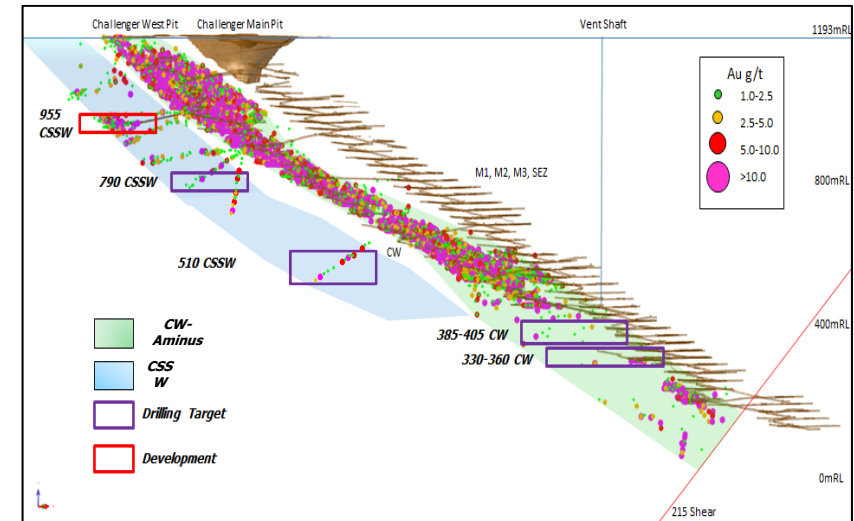 Challenger West Pit
Challenger Main Pit
Vent Shaft
1193mRL
Au g/t
1.0-2.5
2.5-5.0
5.0-10.0
>10.0
955
CSSW
790 CSSW
M1, M2, M3, SEZ
800mRL
510 CSSW
CW
CW-
Aminus
CSS
W
Drilling Target
Development
385-405 CW
330-360 CW
400mRL
0mRL
215 Shear